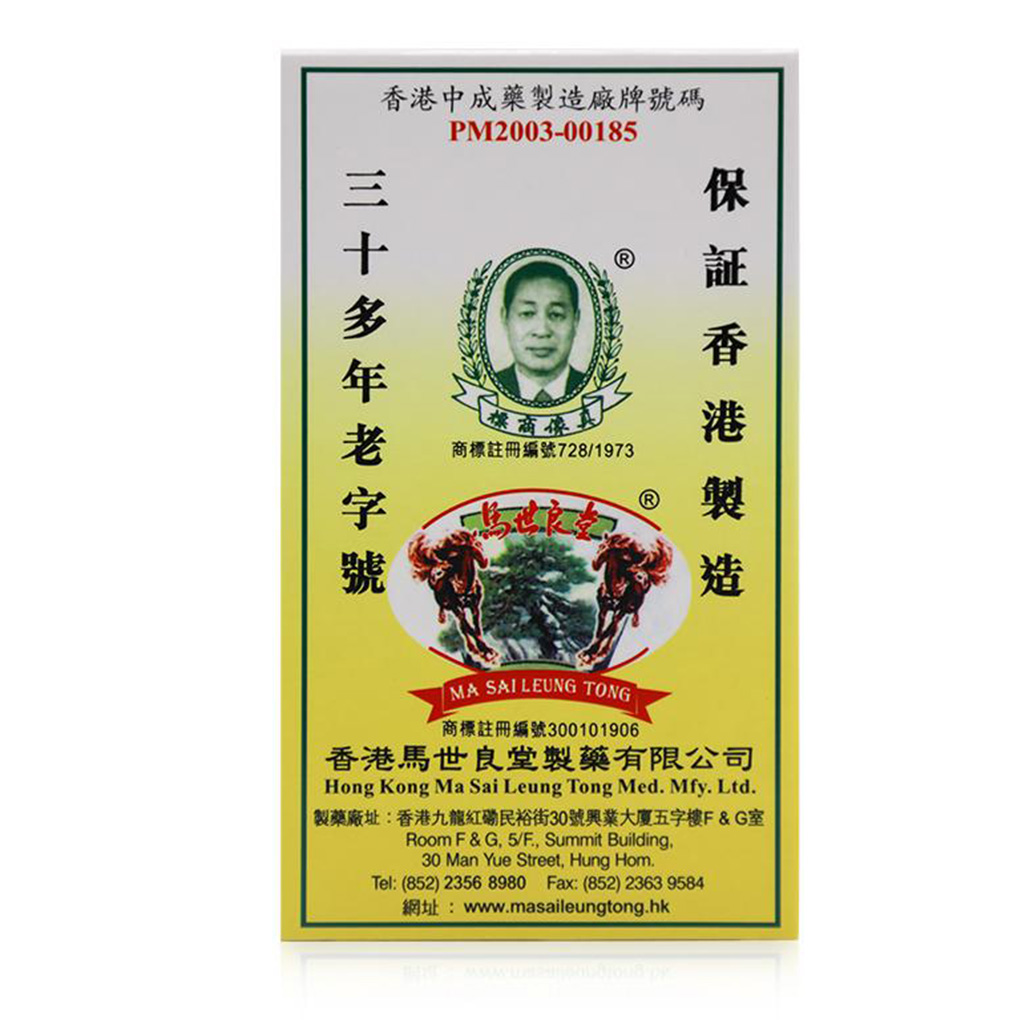 香港中成藥製造廠牌號碼
PM2003-00185
保証香港製造
三十多年老字號
®
標商傳真
商標註冊編號728/1973
®
馬世良堂
MA SAI LEUNG TONG
商標註冊編號300101906
香港馬世良堂製藥有限公司
Hong Kong Ma Sai Leung Tong Med. Mfy. Ltd.
製藥廠址：香港九龍紅磡民裕街30號興業大廈五字樓F & G室
Room F & G, 5/F., Summit Building,
30 Man Yue Street, Hung Hom.
Tel: (852) 2356 8980 Fax: (852) 2363 9584
網址：www.masaileungtong.hk